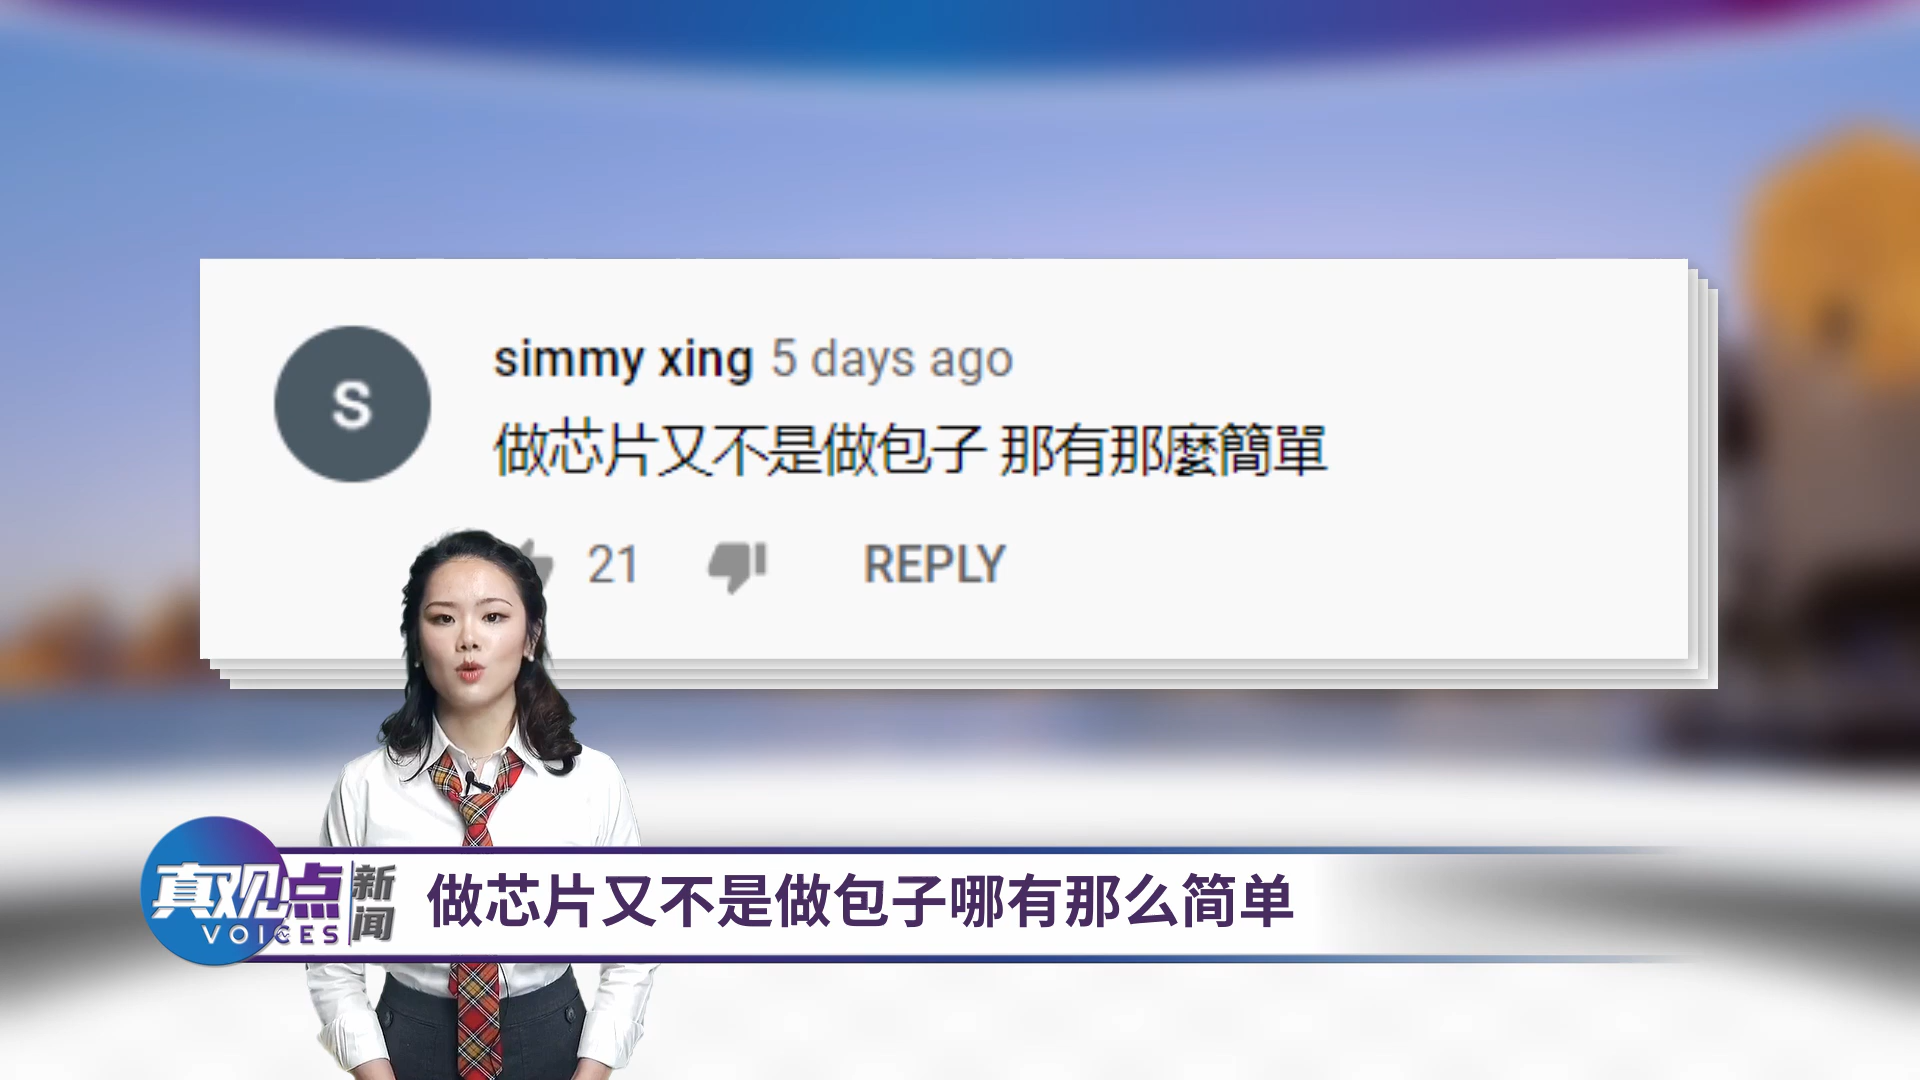 S
simmy xing 5 days ago
做芯片又不是做包子 那有那麼簡單
21 REPLY
真观点 新闻
VOICES
做芯片又不是做包子哪有那么简单